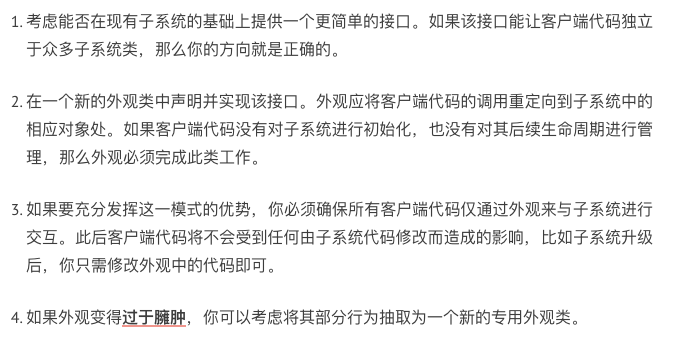 1. 考虑能否在现有子系统的基础上提供一个更简单的接口。如果该接口能让客户端代码独立
于众多子系统类，那么你的方向就是正确的。
2. 在一个新的外观类中声明并实现该接口。外观应将客户端代码的调用重定向到子系统中的
相应对象处。如果客户端代码没有对子系统进行初始化，也没有对其后续生命周期进行管
理，那么外观必须完成此类工作。
3. 如果要充分发挥这一模式的优势，你必须确保所有客户端代码仅通过外观来与子系统进行
交互。此后客户端代码将不会受到任何由子系统代码修改而造成的影响，比如子系统升级
后，你只需修改外观中的代码即可。
4. 如果外观变得过于臃肿，你可以考虑将其部分行为抽取为一个新的专用外观类。